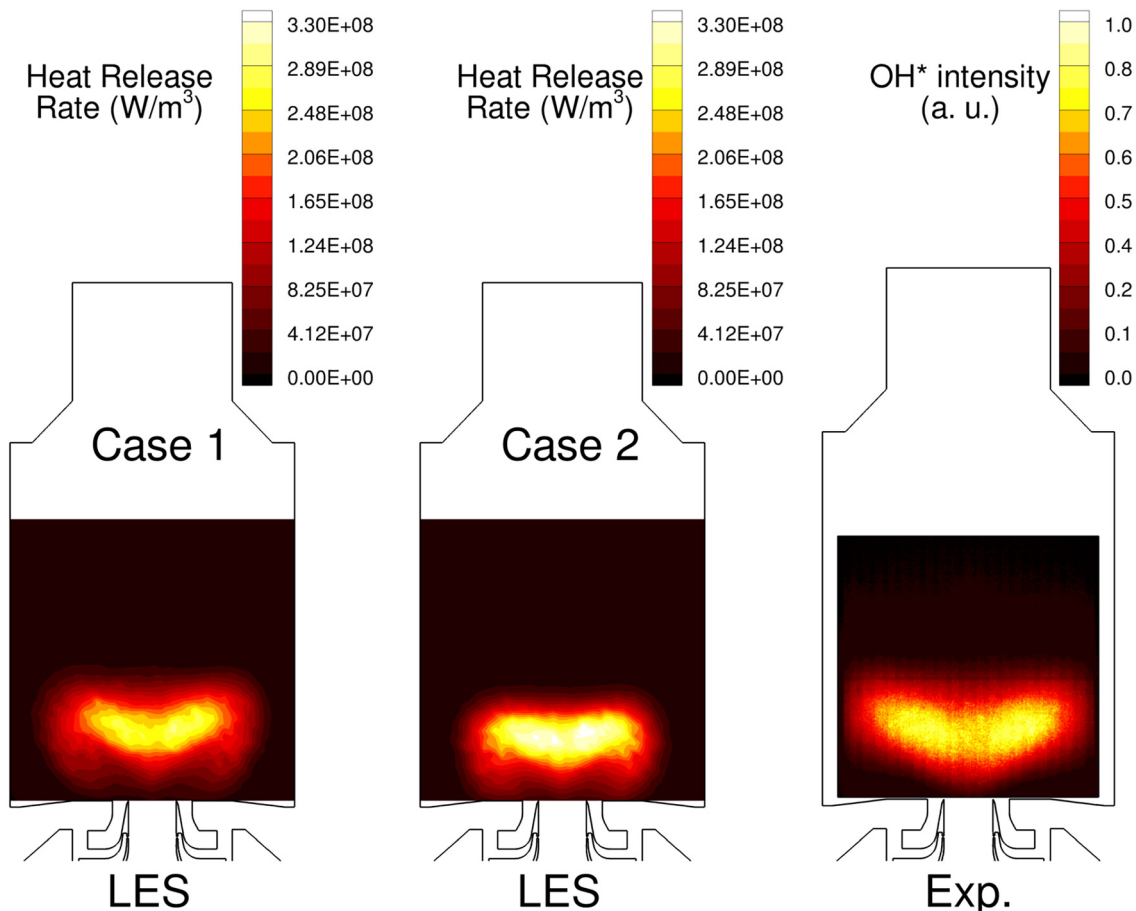 Heat Release
Rate (W/m³)
3.30E+08
2.89E+08
2.48E+08
2.06E+08
1.65E+08
1.24E+08
8.25E+07
4.12E+07
0.00E+00
Case 1
LES
Heat Release
Rate (W/m³)
3.30E+08
2.89E+08
2.48E+08
2.06E+08
1.65E+08
1.24E+08
8.25E+07
4.12E+07
0.00E+00
Case 2
LES
OH* intensity
(a. u.)
1.0
0.8
0.7
0.6
0.5
0.4
0.2
0.1
0.0
Exp.